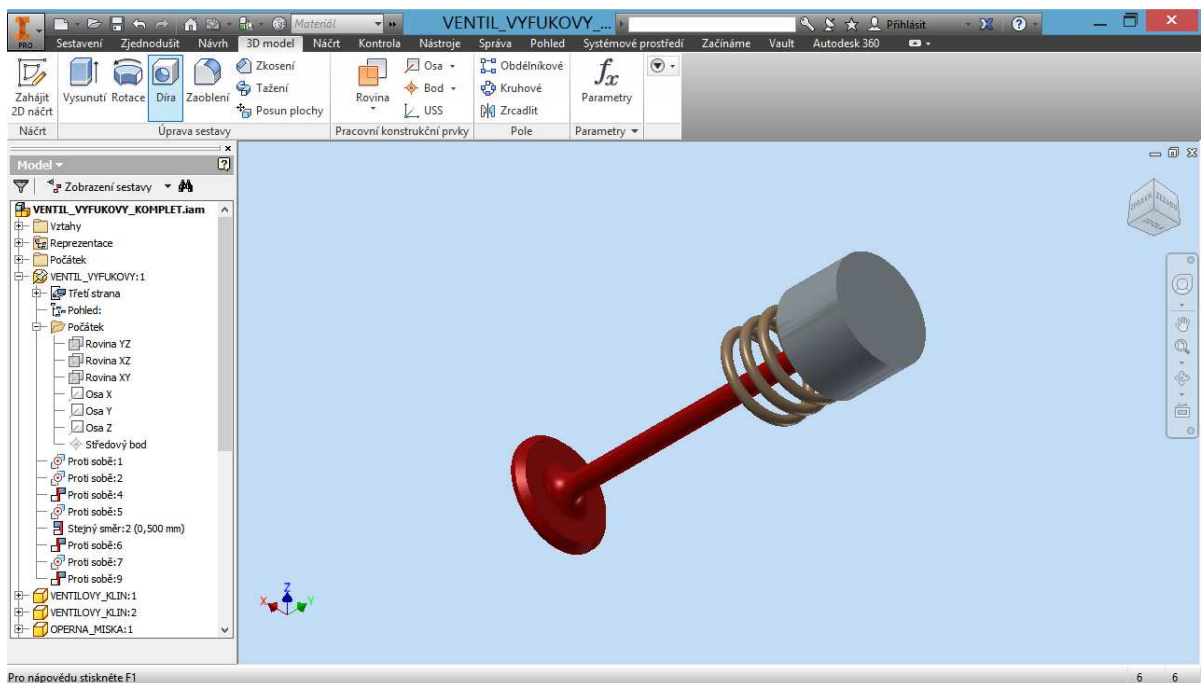 PRO
Materiál
VENTIL_VYFUKOVY_...
Přihlásit
Sestavení Zjednodušit Návrh 3D model Náčrt Kontrola Nástroje Správa Pohled Systémové prostředí Začínáme Vault Autodesk 360
Zahájit
2D náčrt
Vysunutí Rotace Díra Zaoblení
Zkosení
Tažení
Posun plochy
Rovina
Osa
Bod
USS
Obdélníkové
Kruhové
Zrcadlit
fx
Parametry
Náčrt Úprava sestavy Pracovní konstrukční prvky Pole Parametry
Model
Zobrazení sestavy
VENTIL_VYFUKOVY_KOMPLET.iam
Vztahy
Reprezentace
Počátek
VENTIL_VYFUKOVY:1
Třetí strana
Pohled:
Počátek
Rovina YZ
Rovina XZ
Rovina XY
Osa X
Osa Y
Osa Z
Středový bod
Proti sobě:1
Proti sobě:2
Proti sobě:4
Proti sobě:5
Stejný směr:2 (0,500 mm)
Proti sobě:6
Proti sobě:7
Proti sobě:9
VENTILOVY_KLIN:1
VENTILOVY_KLIN:2
OPERNA_MISKA:1
Z
X
Y
ZDOLA
Pro nápovědu stiskněte F1
6 6